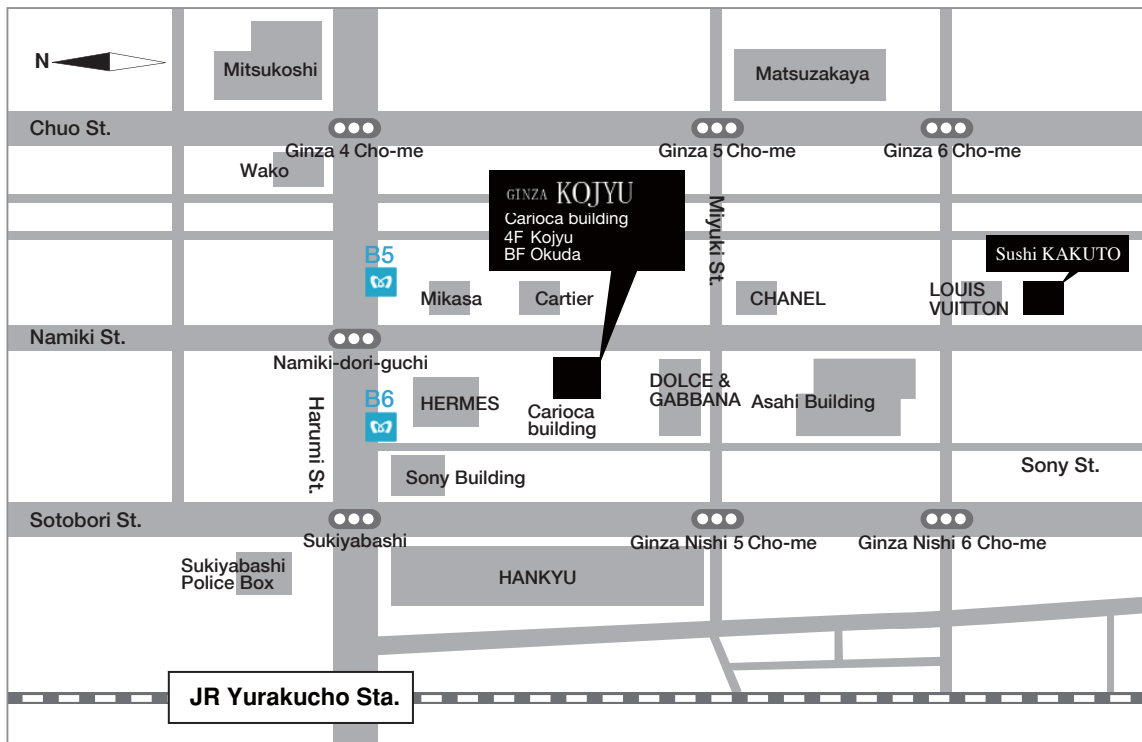 N
Mitsukoshi
Matsuzakaya
Chuo St.
Ginza 4 Cho-me
Ginza 5 Cho-me
Ginza 6 Cho-me
Wako
GINZA KOJYU
Carioca building
4F Kojyu
BF Okuda
Miyuki St.
Sushi KAKUTO
B5
Mikasa
Cartier
CHANEL
LOUIS
VUITTON
Namiki St.
Namiki-dori-guchi
Harumi St.
B6
HERMES
Carioca
building
DOLCE &
GABBANA
Asahi Building
Sony Building
Sony St.
Sotobori St.
Sukiyabashi
Ginza Nishi 5 Cho-me
Ginza Nishi 6 Cho-me
Sukiyabashi
Police Box
HANKYU
JR Yurakucho Sta.